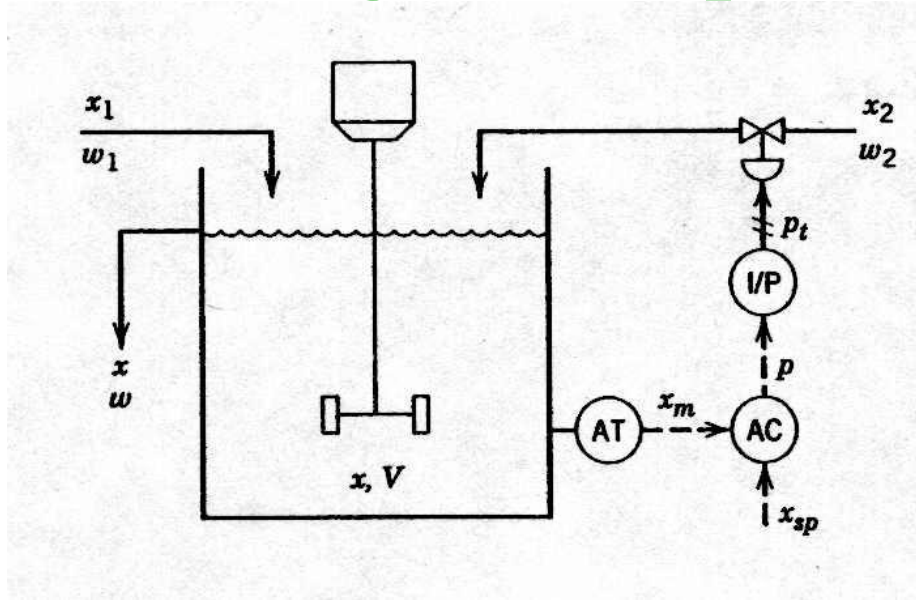 x₁
w₁
x₂
w₂
pₜ
I/P
p
x
w
AT
xₘ
AC
x, V
xₛₚ